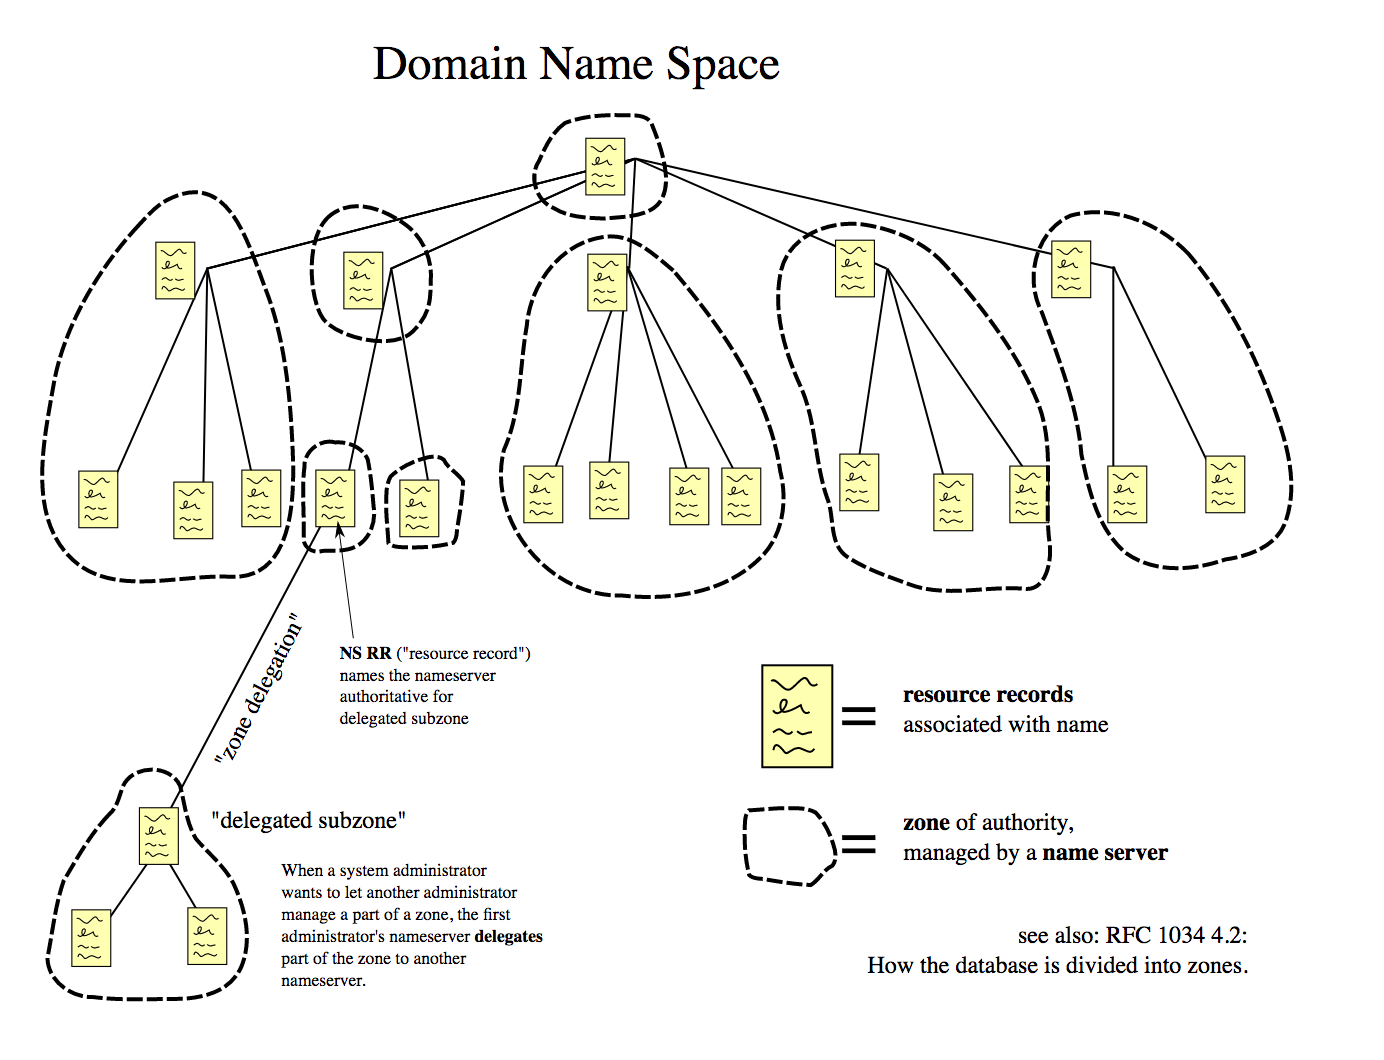 Domain Name Space
"zone delegation"
NS RR ("resource record")
names the nameserver
authoritative for
delegated subzone
resource records
associated with name
"delegated subzone"
When a system administrator
wants to let another administrator
manage a part of a zone, the first
administrator's nameserver delegates
part of the zone to another
nameserver.
zone of authority,
managed by a name server
see also: RFC 1034 4.2:
How the database is divided into zones.